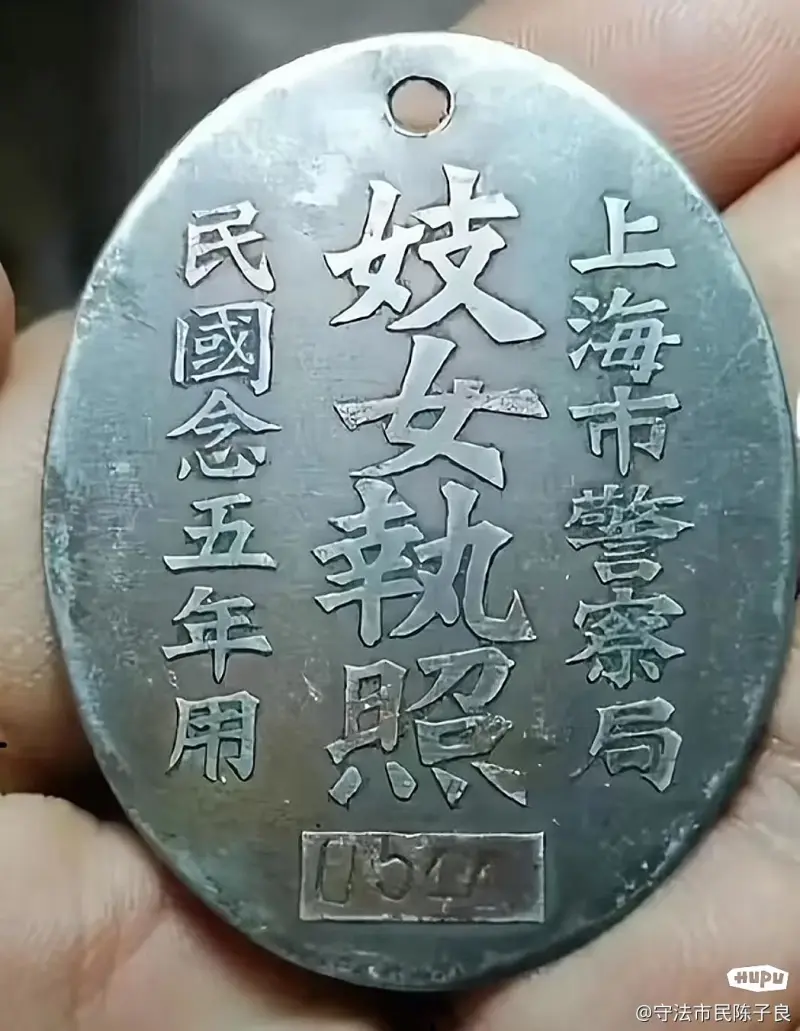 上海市警察局
妓女執照
民國念五年用
HUPU
@守法市民陈子良